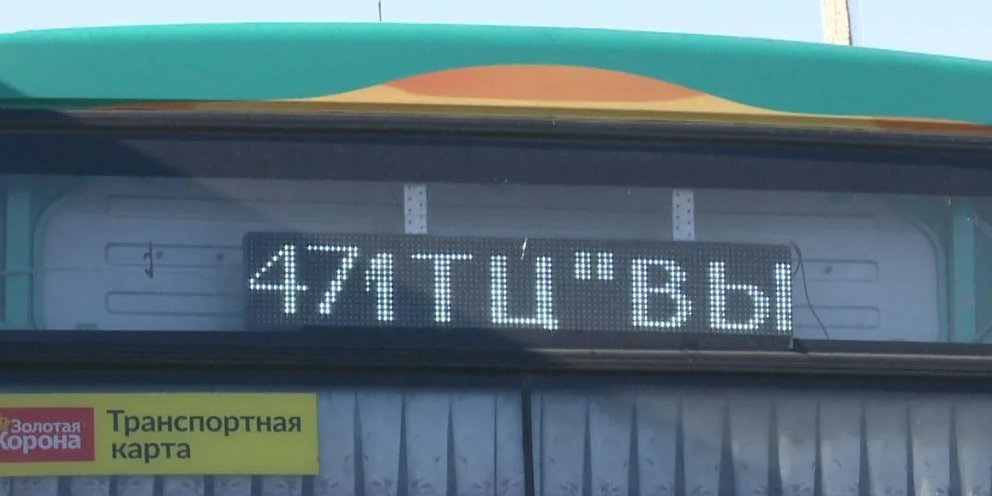 471ТЦ"ВЫ
Золотая
Корона
Транспортная
карта